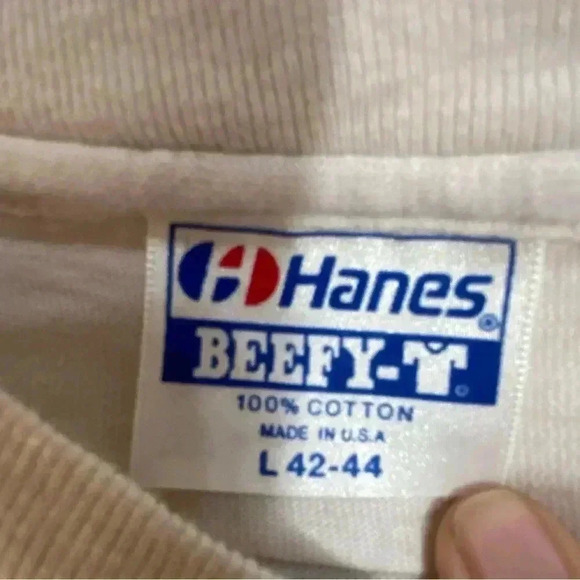 Hanes®
BEEFY-T®
100% COTTON
MADE IN U.S.A
L 42-44